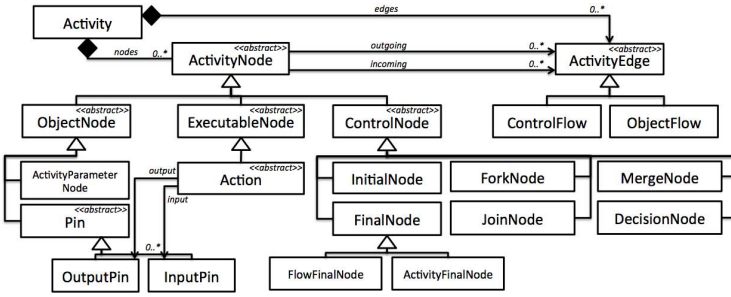 Activity
edges
0..*
nodes
0..*
<<abstract>>
ActivityNode
outgoing
0..*
incoming
0..*
<<abstract>>
ActivityEdge
<<abstract>>
ObjectNode
<<abstract>>
ExecutableNode
<<abstract>>
ControlNode
ControlFlow
ObjectFlow
ActivityParameter
Node
output
<<abstract>>
Action
input
InitialNode
ForkNode
MergeNode
<<abstract>>
Pin
FinalNode
JoinNode
DecisionNode
0..*
OutputPin
InputPin
FlowFinalNode
ActivityFinalNode